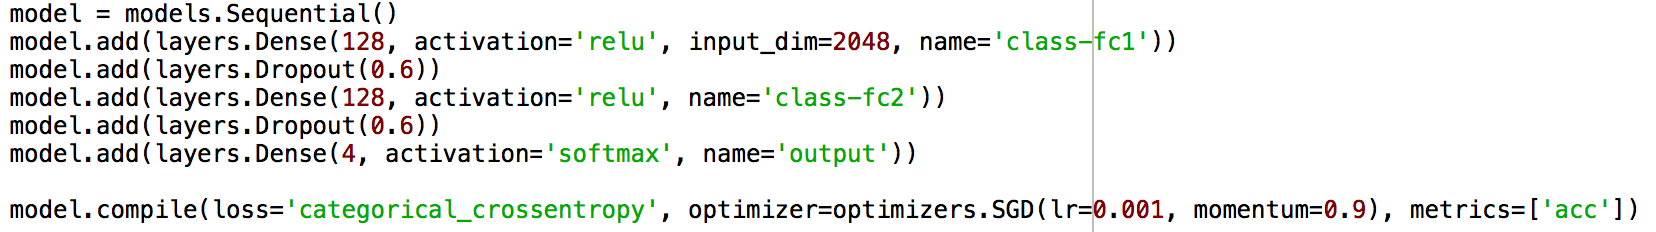 model = models.Sequential()
model.add(layers.Dense(128, activation='relu', input_dim=2048, name='class-fc1'))
model.add(layers.Dropout(0.6))
model.add(layers.Dense(128, activation='relu', name='class-fc2'))
model.add(layers.Dropout(0.6))
model.add(layers.Dense(4, activation='softmax', name='output'))
model.compile(loss='categorical_crossentropy', optimizer=optimizers.SGD(lr=0.001, momentum=0.9), metrics=['acc'])